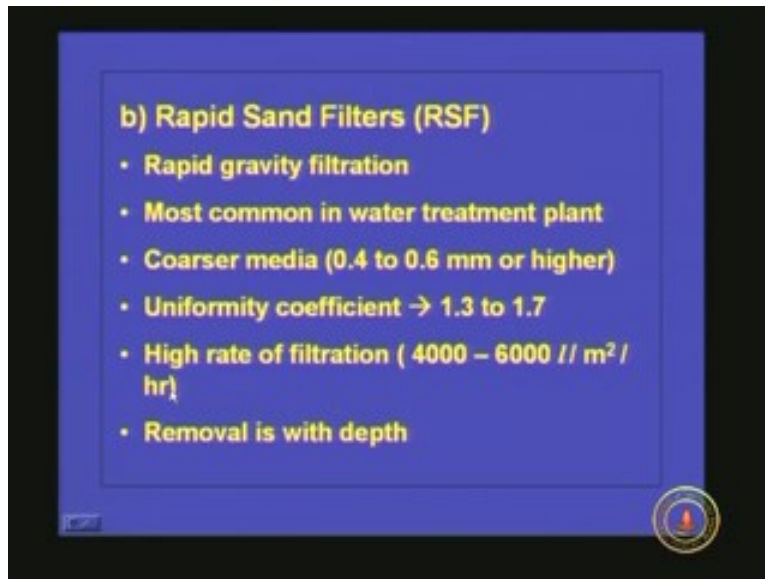 b) Rapid Sand Filters (RSF)
• Rapid gravity filtration
• Most common in water treatment plant
• Coarser media (0.4 to 0.6 mm or higher)
• Uniformity coefficient → 1.3 to 1.7
• High rate of filtration ( 4000 – 6000 l/ m² /
hr)
• Removal is with depth